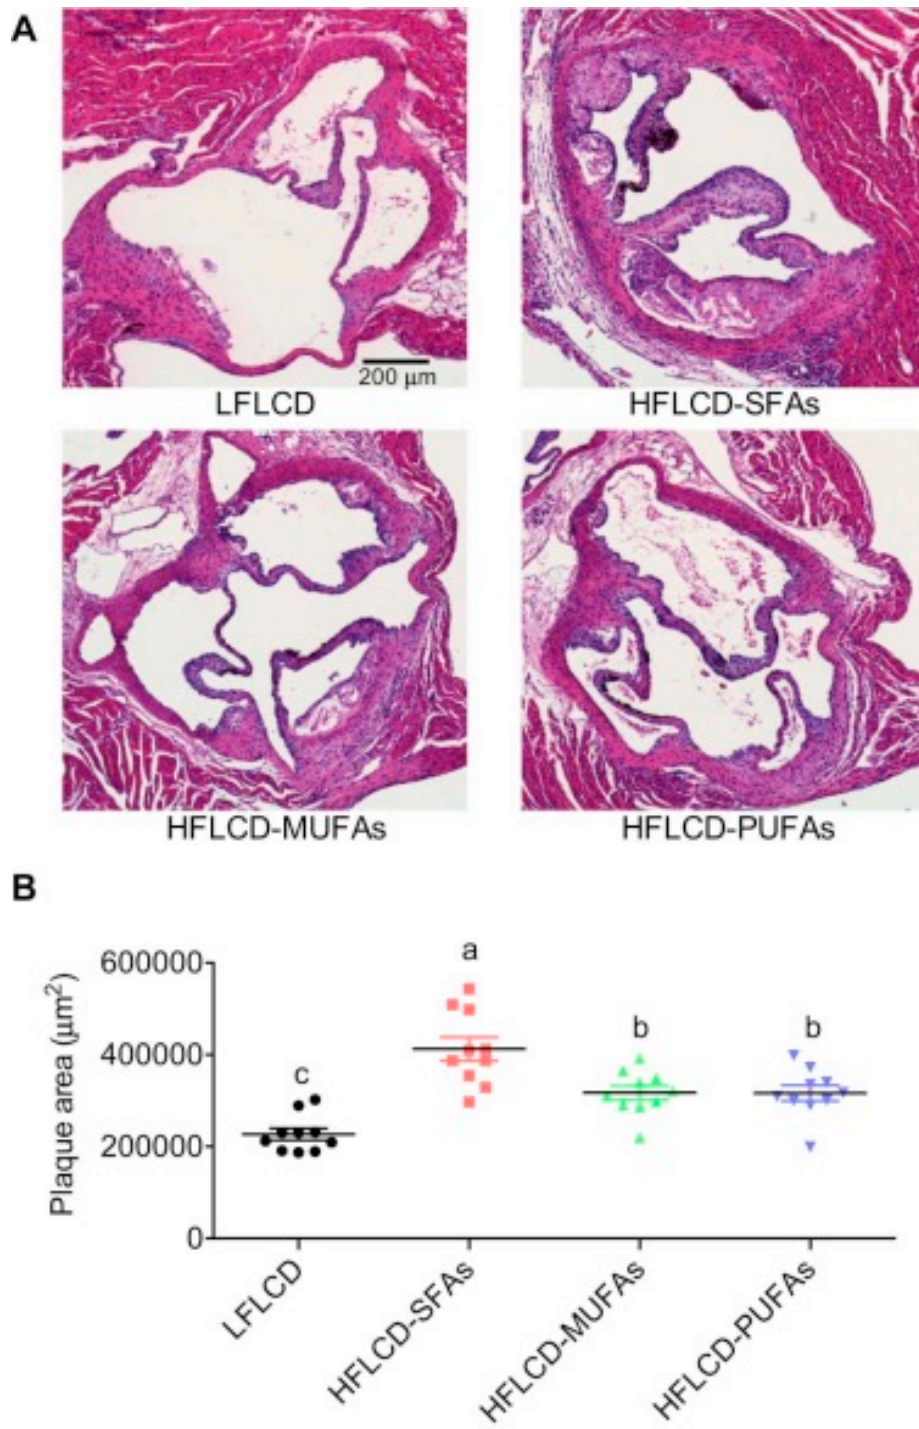 A
200 μm
LFLCD
HFLCD-SFAs
HFLCD-MUFAs
HFLCD-PUFAs
B
Plaque area (μm²)
600000
400000
200000
0
c
a
b
b
LFLCD
HFLCD-SFAs
HFLCD-MUFAs
HFLCD-PUFAs